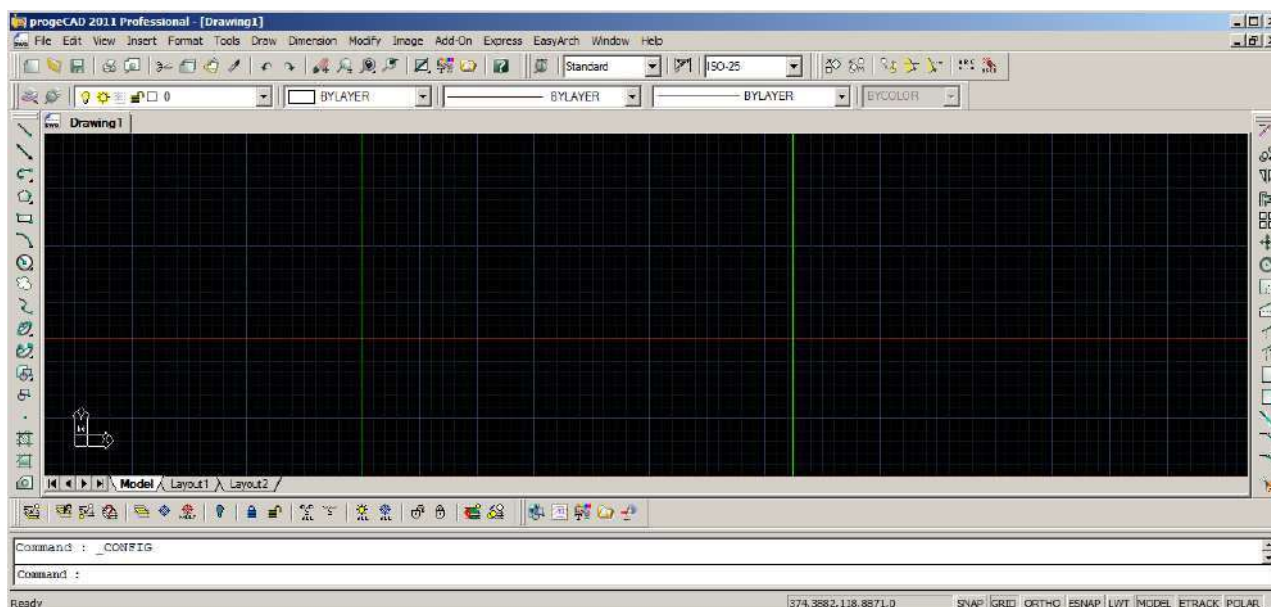 progeCAD 2011 Professional - [Drawing1]
File Edit View Insert Format Tools Draw Dimension Modify Image Add-On Express EasyArch Window Help
Standard ISO-25
0 BYLAYER BYLAYER BYLAYER BYCOLOR
Drawing1
Model Layout1 Layout2
Command : _CONFIG
Command :
Ready 374.3882,118.8871,0 SNAP GRID ORTHO ESNAP LWT MODEL ETRACK POLAR